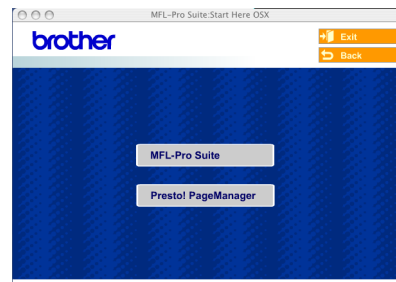 MFL-Pro Suite:Start Here OSX
brother
Exit
Back
MFL-Pro Suite
Presto! PageManager